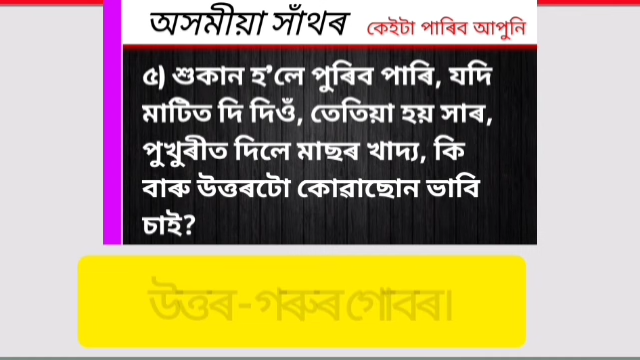 অসমীয়া সাঁথৰ কেইটা পাৰিব আপুনি
৫) শুকান হ'লে পুৰিব পাৰি, যদি
মাটিত দি দিওঁ, তেতিয়া হয় সাৰ,
পুখুৰীত দিলে মাছৰ খাদ্য, কি
বাৰু উত্তৰটো কোৱাছোন ভাবি
চাই?
উত্তৰ - গৰুৰ গোবৰ।